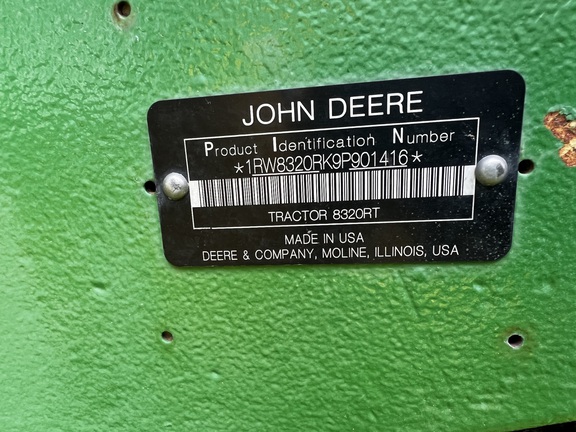 JOHN DEERE
Product Identification Number
*1RW8320RK9P901416*
TRACTOR 8320RT
MADE IN USA
DEERE & COMPANY, MOLINE, ILLINOIS, USA